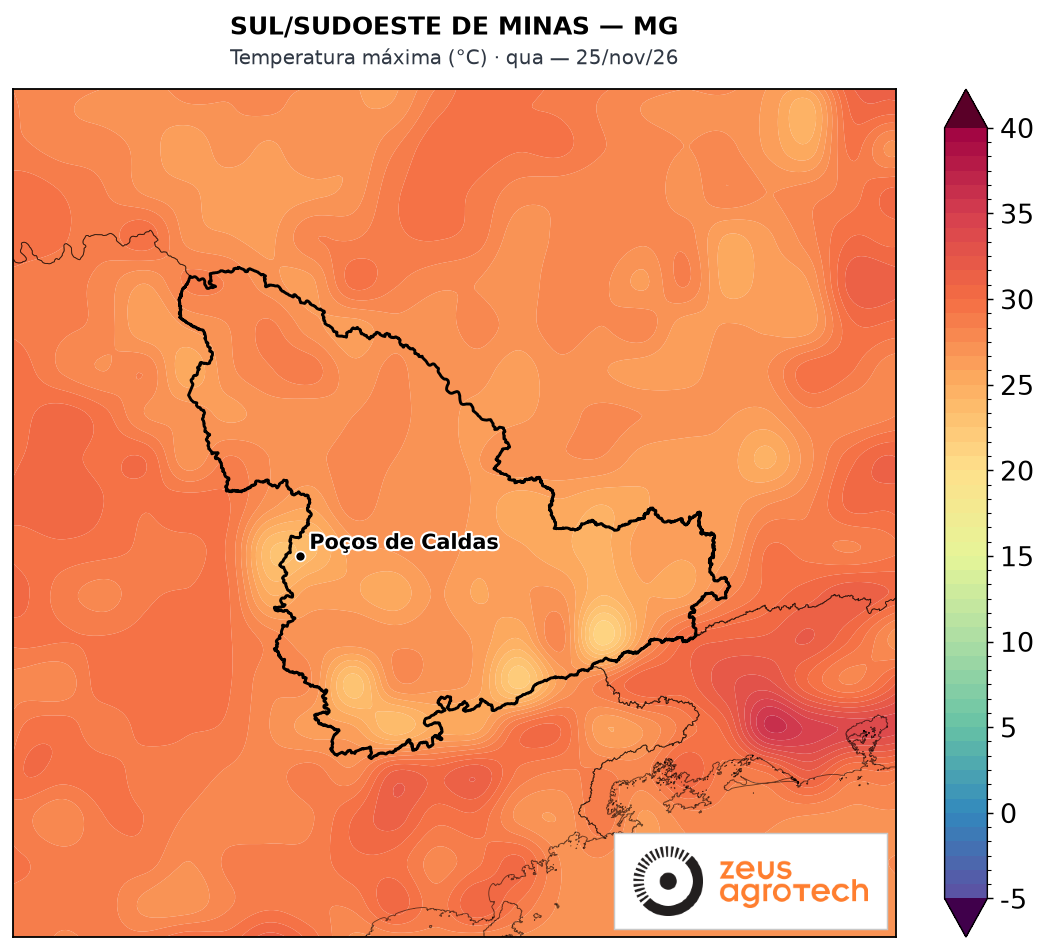 SUL/SUDOESTE DE MINAS — MG
Temperatura máxima (°C) · qua — 25/nov/26
40
35
30
25
20
15
10
5
0
-5
Poços de Caldas
zeus
agrotech